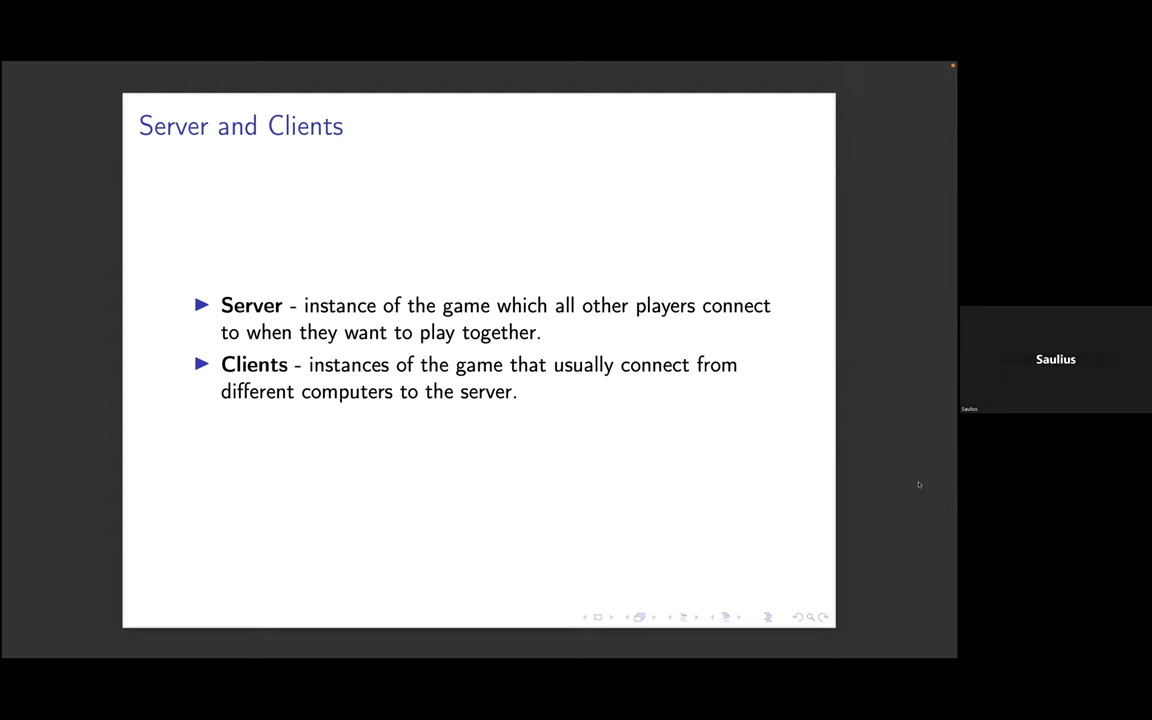 Server and Clients
Server - instance of the game which all other players connect
to when they want to play together.
Clients - instances of the game that usually connect from
different computers to the server.
Saulius
Saulius